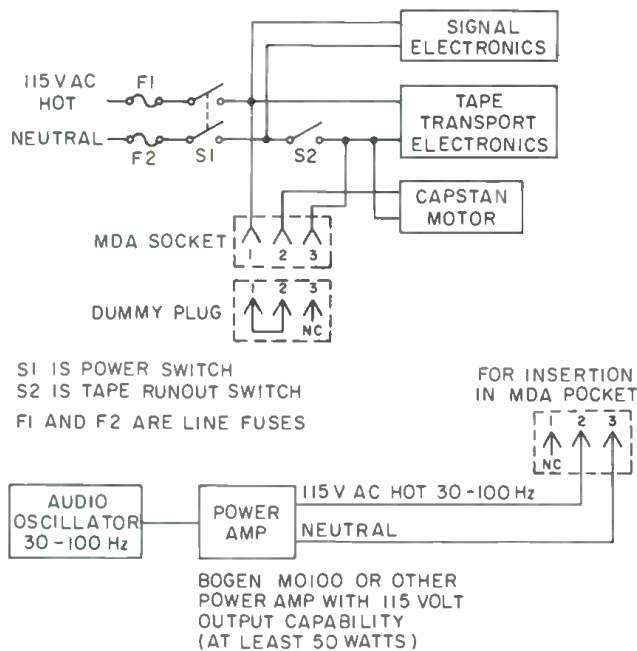 SIGNAL
ELECTRONICS
115 V AC
HOT
F1
TAPE
TRANSPORT
ELECTRONICS
NEUTRAL
F2
S1
S2
CAPSTAN
MOTOR
MDA SOCKET
1 2 3
DUMMY PLUG
1 2 3
NC
S1 IS POWER SWITCH
S2 IS TAPE RUNOUT SWITCH
F1 AND F2 ARE LINE FUSES
FOR INSERTION
IN MDA POCKET
1 2 3
NC
AUDIO
OSCILLATOR
30-100 Hz
POWER
AMP
115 V AC HOT 30-100 Hz
NEUTRAL
BOGEN MO100 OR OTHER
POWER AMP WITH 115 VOLT
OUTPUT CAPABILITY
(AT LEAST 50 WATTS)